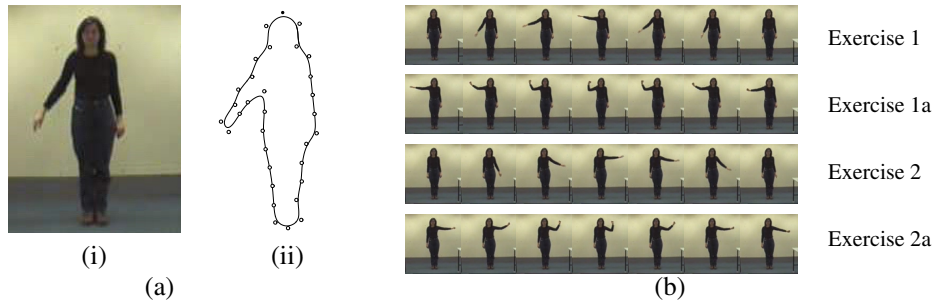 (i)
(ii)
(a)
Exercise 1
Exercise 1a
Exercise 2
Exercise 2a
(b)